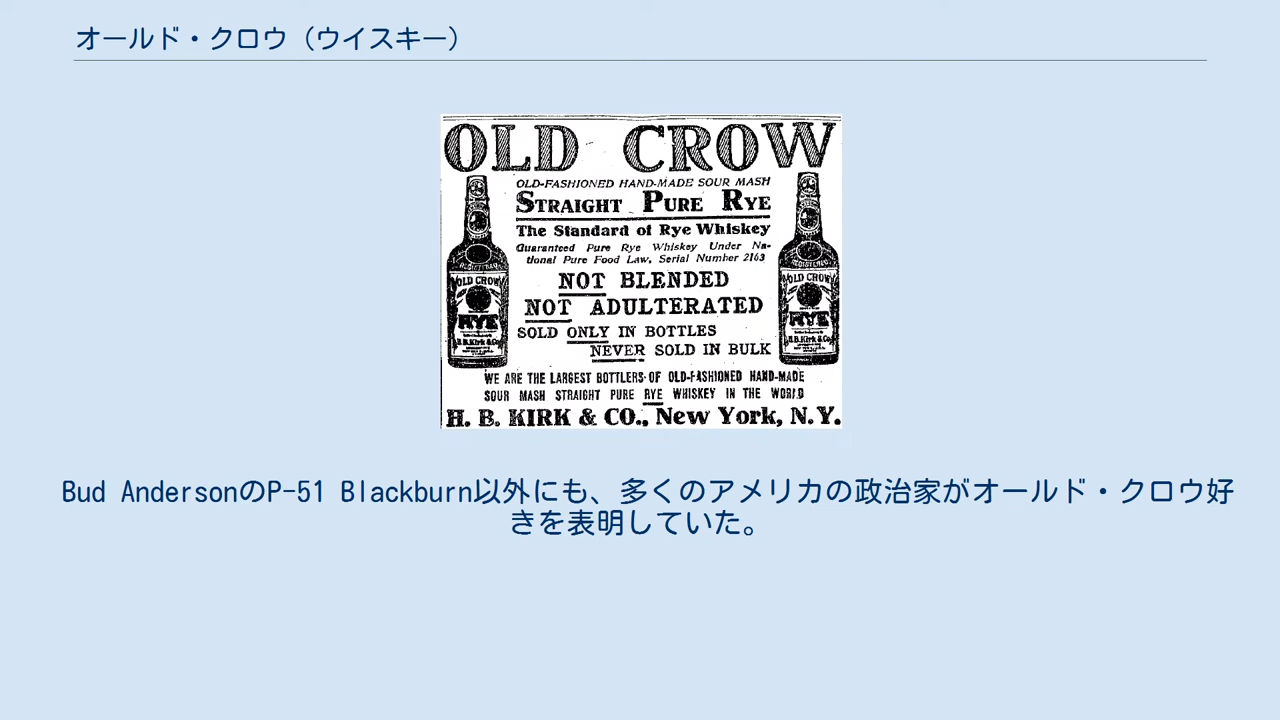 オールド・クロウ（ウイスキー）
OLD CROW
OLD-FASHIONED HAND-MADE SOUR MASH
STRAIGHT PURE RYE
The Standard of Rye Whiskey
Guaranteed Pure Rye Whiskey Under Na-
tional Pure Food Law, Serial Number 2163
NOT BLENDED
NOT ADULTERATED
SOLD ONLY IN BOTTLES
NEVER SOLD IN BULK
WE ARE THE LARGEST BOTTLERS OF OLD-FASHIONED HAND-MADE
SOUR MASH STRAIGHT PURE RYE WHISKEY IN THE WORLD
H. B. KIRK & CO., New York, N.Y.
OLD CROW
RYE
H.B.Kirk & Co.
REGISTERED
OLD CROW
RYE
H.B.Kirk & Co.
Bud AndersonのP-51 Blackburn以外にも、多くのアメリカの政治家がオールド・クロウ好
きを表明していた。